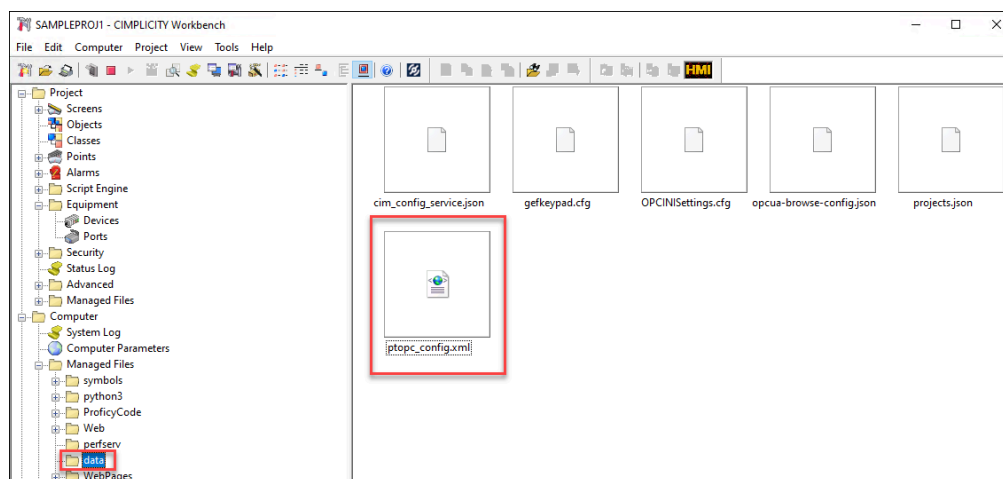 SAMPLEPROJ1 - CIMPLICITY Workbench
File Edit Computer Project View Tools Help
HMI
Project
Screens
Objects
Classes
Points
Alarms
Script Engine
Equipment
Devices
Ports
Security
Status Log
Advanced
Managed Files
Computer
System Log
Computer Parameters
Managed Files
symbols
python3
ProficyCode
Web
perfserv
data
WebPages
cim_config_service.json
gefkeypad.cfg
OPCINISettings.cfg
opcua-browse-config.json
projects.json
ptopc_config.xml